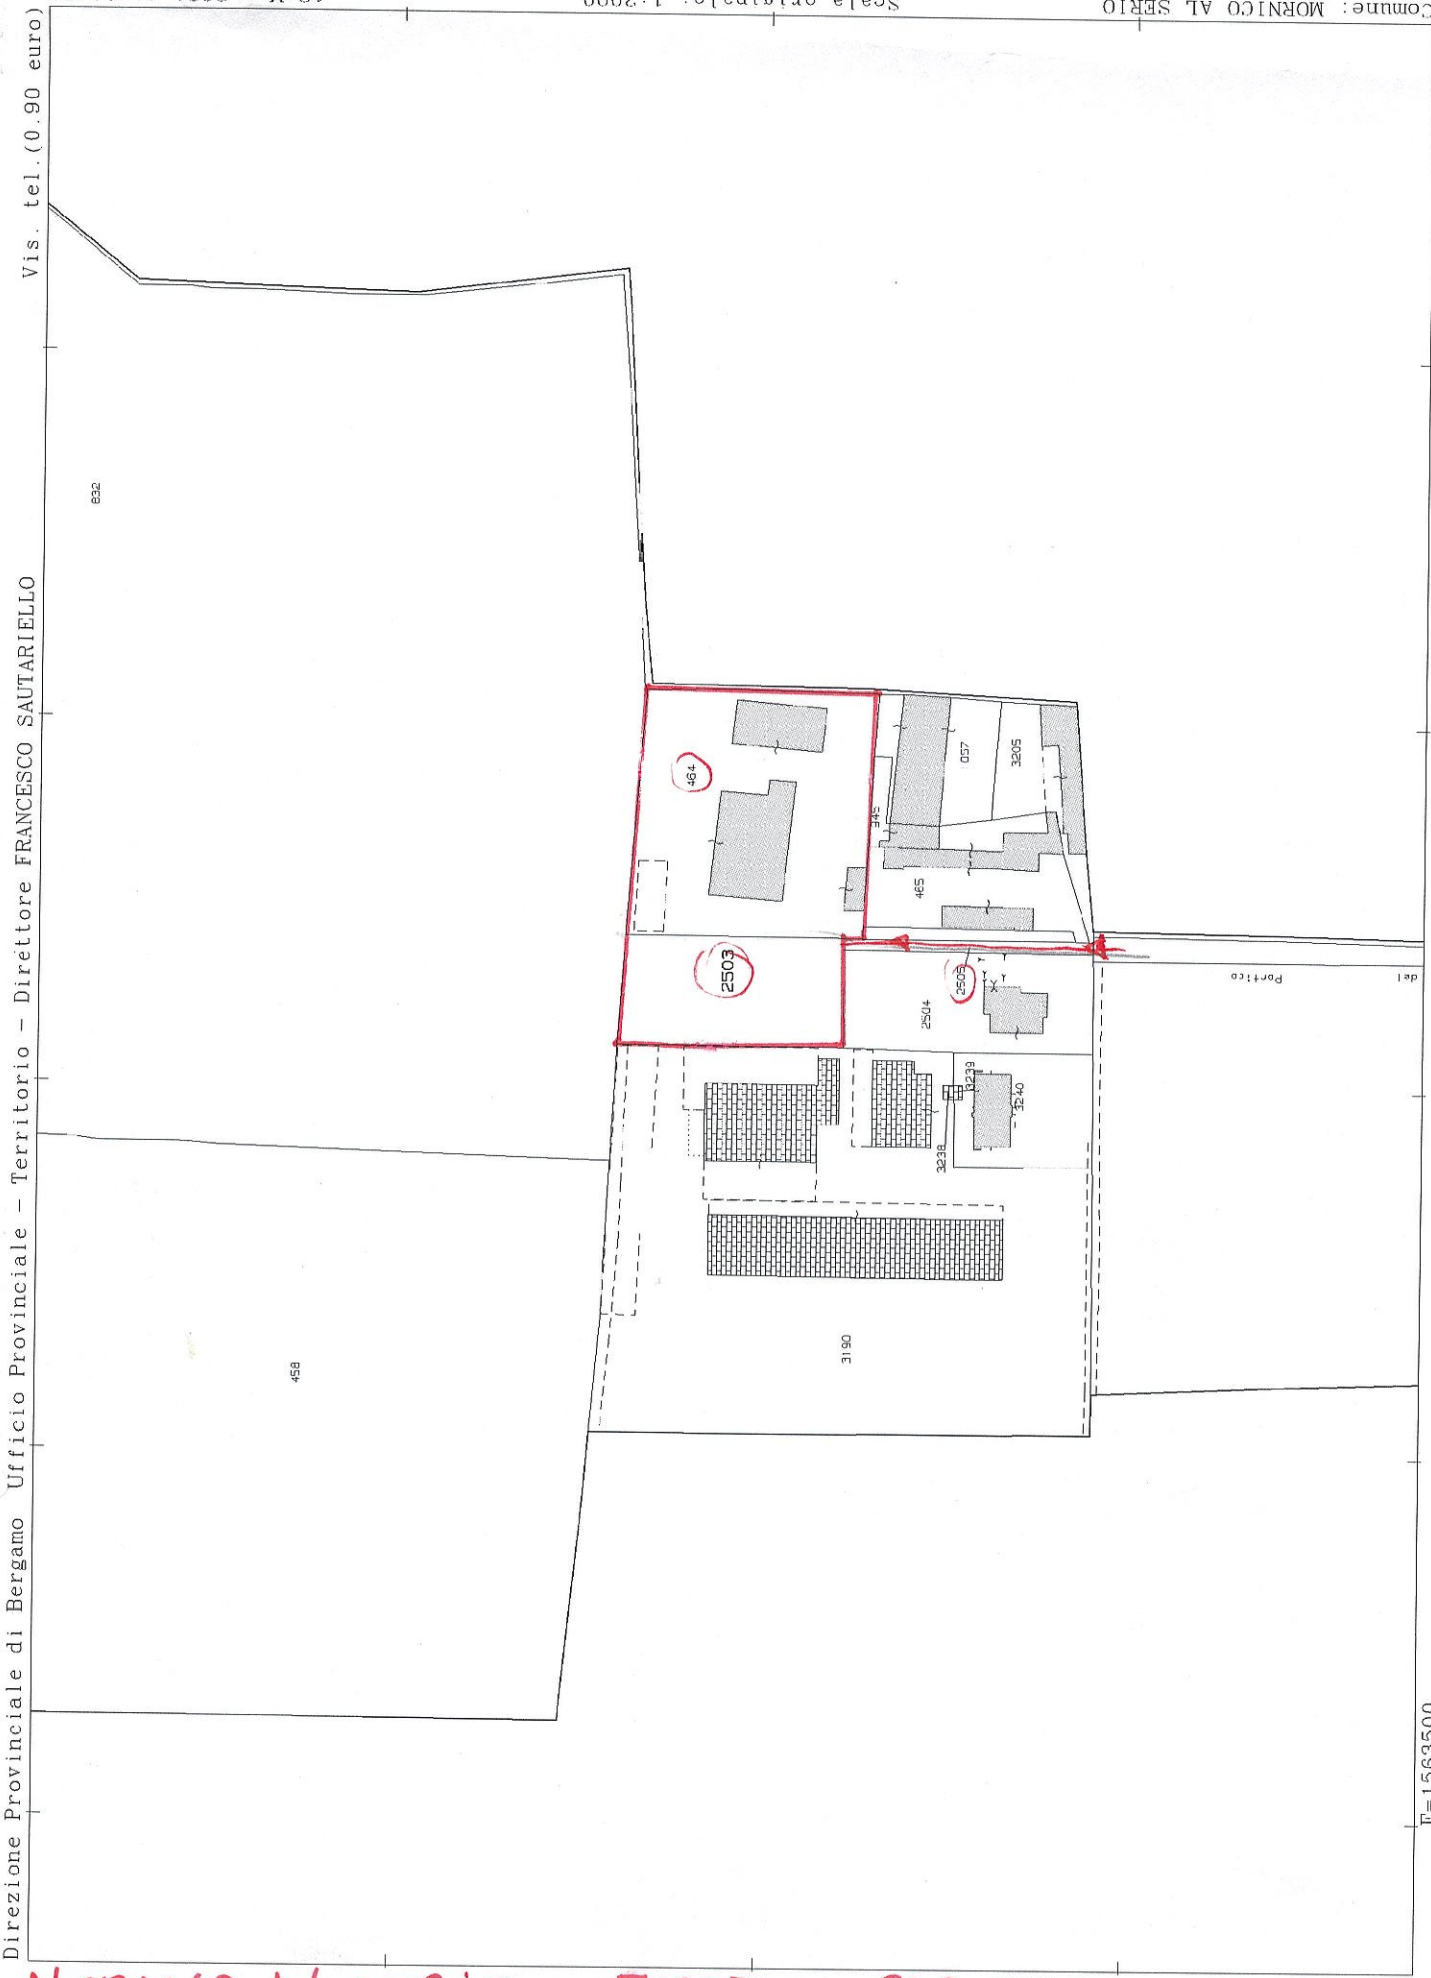 Direzione Provinciale di Bergamo Ufficio Provinciale - Territorio - Direttore FRANCESCO SAUTARIELLO
Vis. tel.(0.90 euro)
Comune: MORNICO AL SERIO
Scala originale: 1:2000
832
458
464
2503
345
1057
3205
465
2505
2504
3239
3240
3238
3190
del
Portico
E=1563500